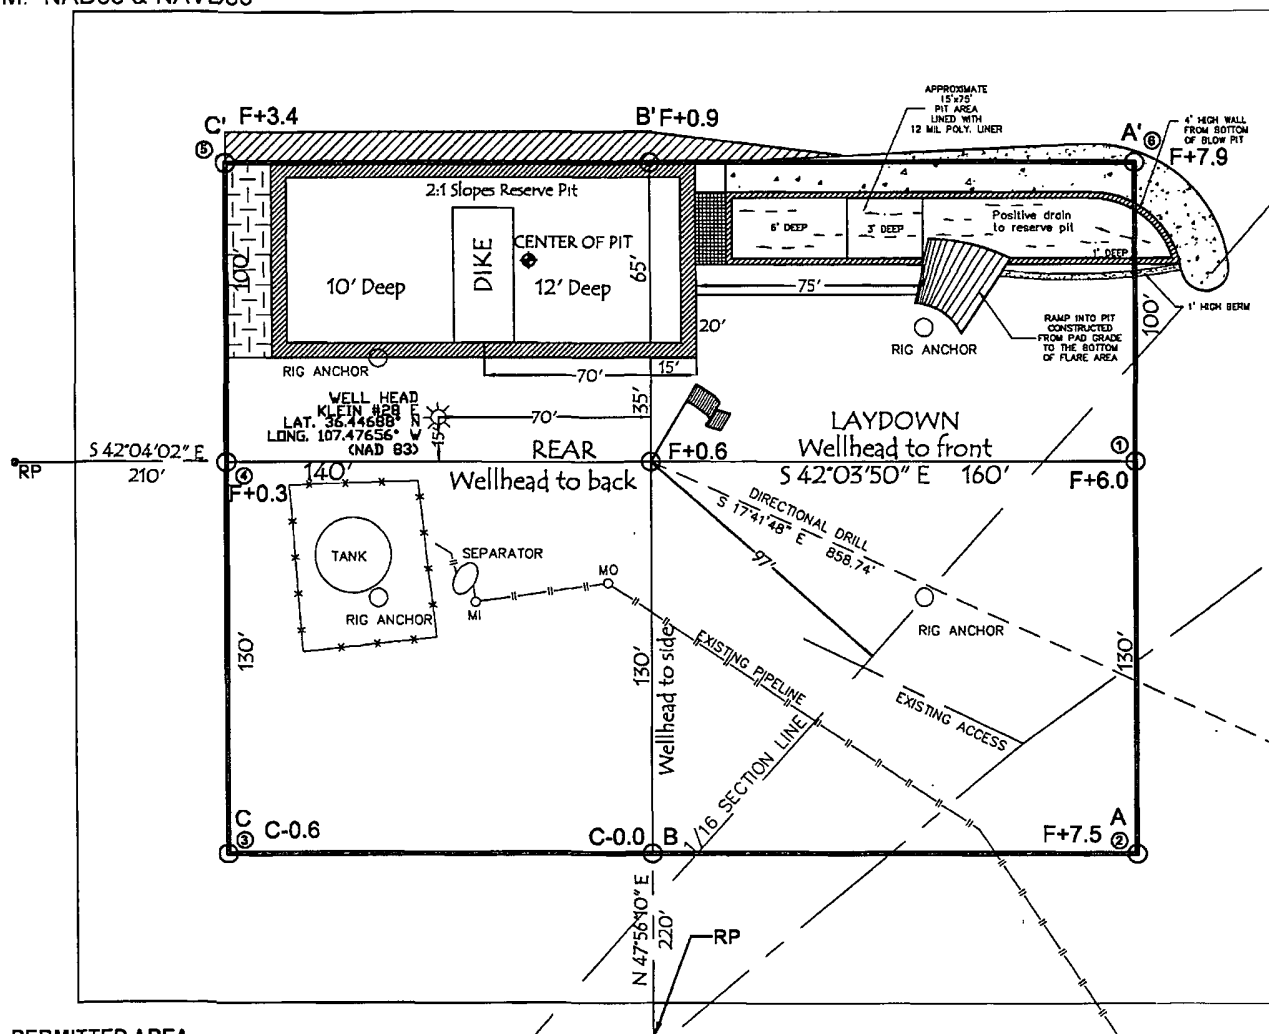 C'
F+3.4
B' F+0.9
APPROXIMATE
15'x75'
PIT AREA
LINED WITH
12 MIL POLY. LINER
4' HIGH WALL
FROM BOTTOM
OF BLOW PIT
A' ⑥
F+7.9
⑤
2:1 Slopes Reserve Pit
DIKE
CENTER OF PIT
10' Deep
12' Deep
100'
65'
6' DEEP
3' DEEP
Positive drain
to reserve pit
1' DEEP
75'
20'
1' HIGH BERM
100'
RAMP INTO PIT
CONSTRUCTED
FROM PAD GRADE
TO THE BOTTOM
OF FLARE AREA
RIG ANCHOR
RIG ANCHOR
70'
15'
35'
WELL HEAD
KLEIN #28 E
LAT. 36.44688° N
LONG. 107.47656° W
(NAD 83)
70'
15'
LAYDOWN
Wellhead to front
S 42°03'50" E 160'
REAR
Wellhead to back
F+0.6
S 42°04'02" E
210'
RP
④
F+0.3
140'
①
F+6.0
DIRECTIONAL DRILL
S 17°41'48" E 858.74'
97'
TANK
SEPARATOR
RIG ANCHOR
MI
MO
RIG ANCHOR
130'
130'
Wellhead to side
130'
EXISTING PIPELINE
EXISTING ACCESS
1/16 SECTION LINE
C
③
C-0.6
C-0.0
B
A
②
F+7.5
N 47°56'10" E
220'
RP